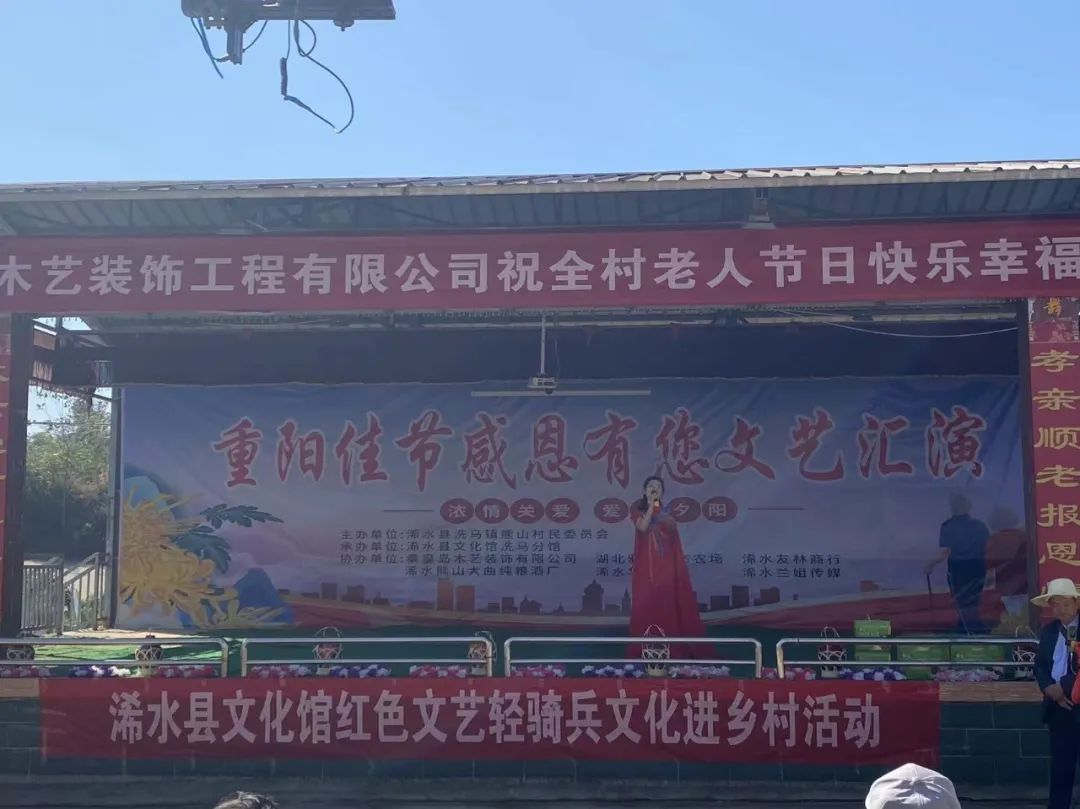 木艺装饰工程有限公司祝全村老人节日快乐幸福
重阳佳节感恩有您文艺汇演
浓情关爱 爱 夕阳
主办单位:浠水县洗马镇熊山村民委员会
承办单位:浠水县文化馆洗马分馆
协办单位:秦皇岛木艺装饰有限公司 湖北 农场 浠水友林商行
浠水熊山大曲纯粮酒厂 浠水 浠水兰姐传媒
孝亲顺老报恩
浠水县文化馆红色文艺轻骑兵文化进乡村活动